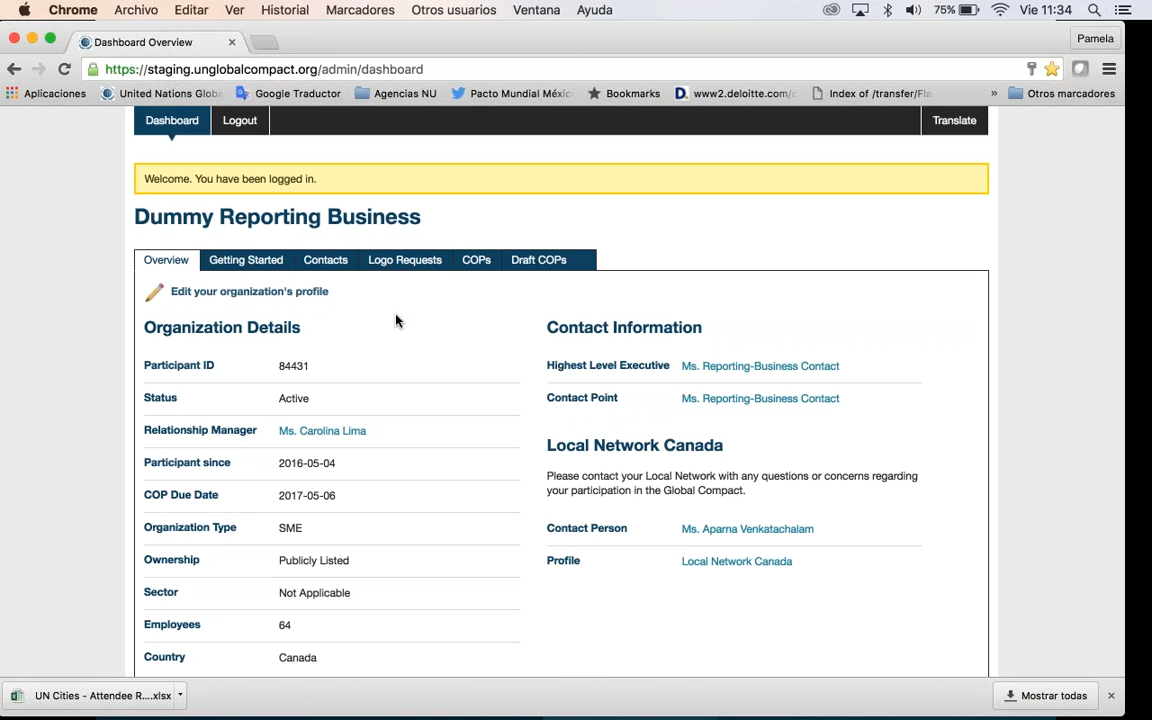 Chrome Archivo Editar Ver Historial Marcadores Otros usuarios Ventana Ayuda 75% Vie 11:34
Dashboard Overview Pamela
https://staging.unglobalcompact.org/admin/dashboard
Aplicaciones United Nations Globa Google Traductor Agencias NU Pacto Mundial Méxic Bookmarks www2.deloitte.com/c Index of /transfer/Fla » Otros marcadores
Dashboard Logout Translate
Welcome. You have been logged in.
Dummy Reporting Business
Overview Getting Started Contacts Logo Requests COPs Draft COPs
Edit your organization's profile
Organization Details Contact Information
Participant ID 84431 Highest Level Executive Ms. Reporting-Business Contact
Status Active Contact Point Ms. Reporting-Business Contact
Relationship Manager Ms. Carolina Lima Local Network Canada
Participant since 2016-05-04 Please contact your Local Network with any questions or concerns regarding
COP Due Date 2017-05-06 your participation in the Global Compact.
Organization Type SME Contact Person Ms. Aparna Venkatachalam
Ownership Publicly Listed Profile Local Network Canada
Sector Not Applicable
Employees 64
Country Canada
UN Cities - Attendee R....xlsx Mostrar todas